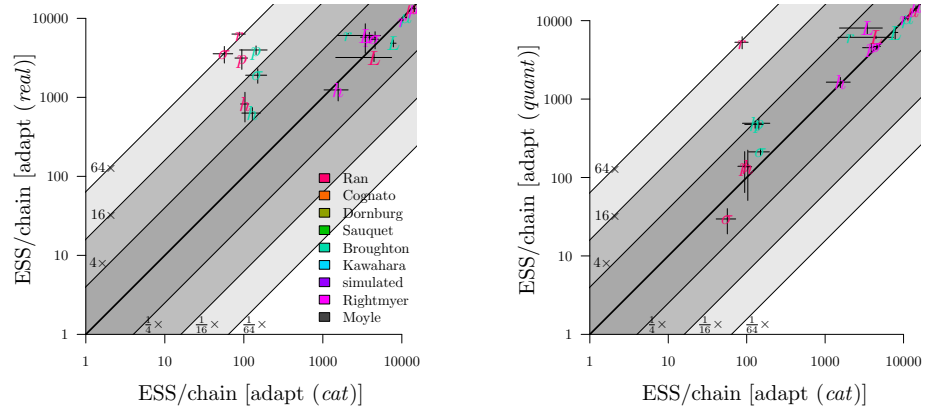 10000
1000
100
10
1
1
10
100
1000
10000
ESS/chain [adapt (real)]
ESS/chain [adapt (cat)]
64×
16×
4×
1/4 ×
1/16 ×
1/64 ×
Ran
Cognato
Dornburg
Sauquet
Broughton
Kawahara
simulated
Rightmyer
Moyle
10000
1000
100
10
1
1
10
100
1000
10000
ESS/chain [adapt (quant)]
ESS/chain [adapt (cat)]
64×
16×
4×
1/4 ×
1/16 ×
1/64 ×